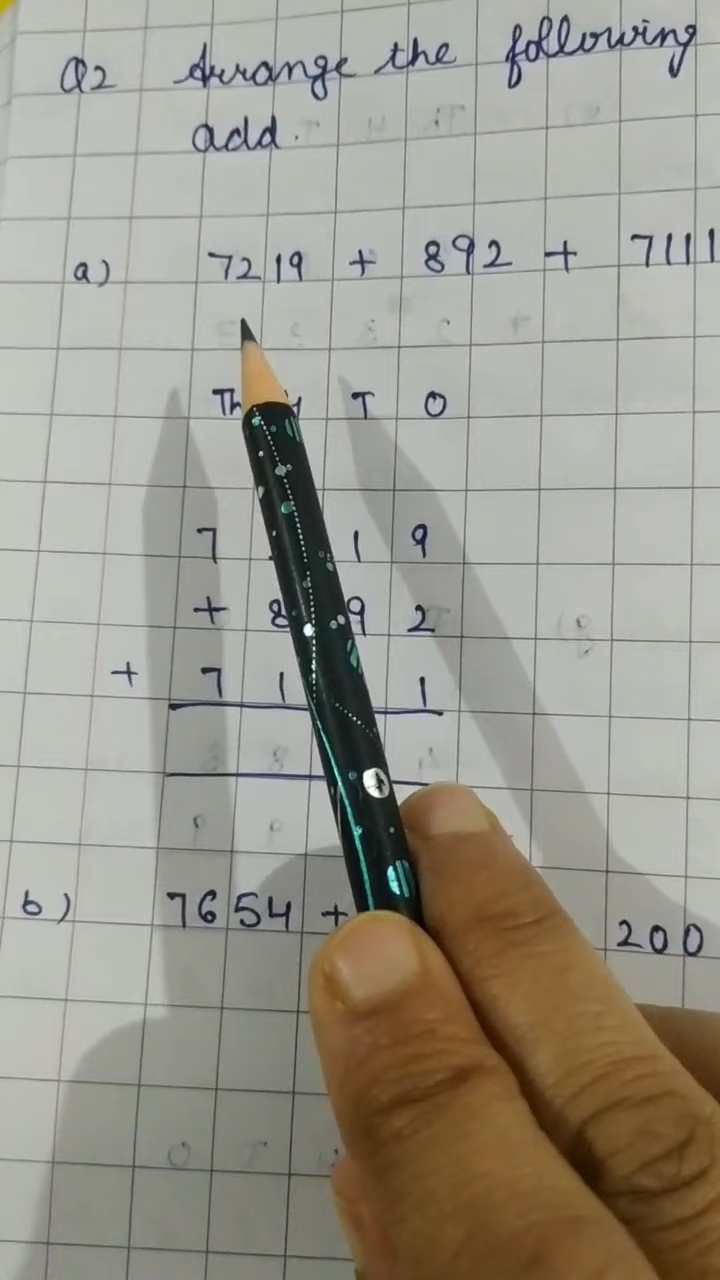 Q2 Arrange the following
add.
a) 7219 + 892 + 7111
Th T O
7 1 9
+ 8 9 2
+ 7 1 1
b) 7654 + 200